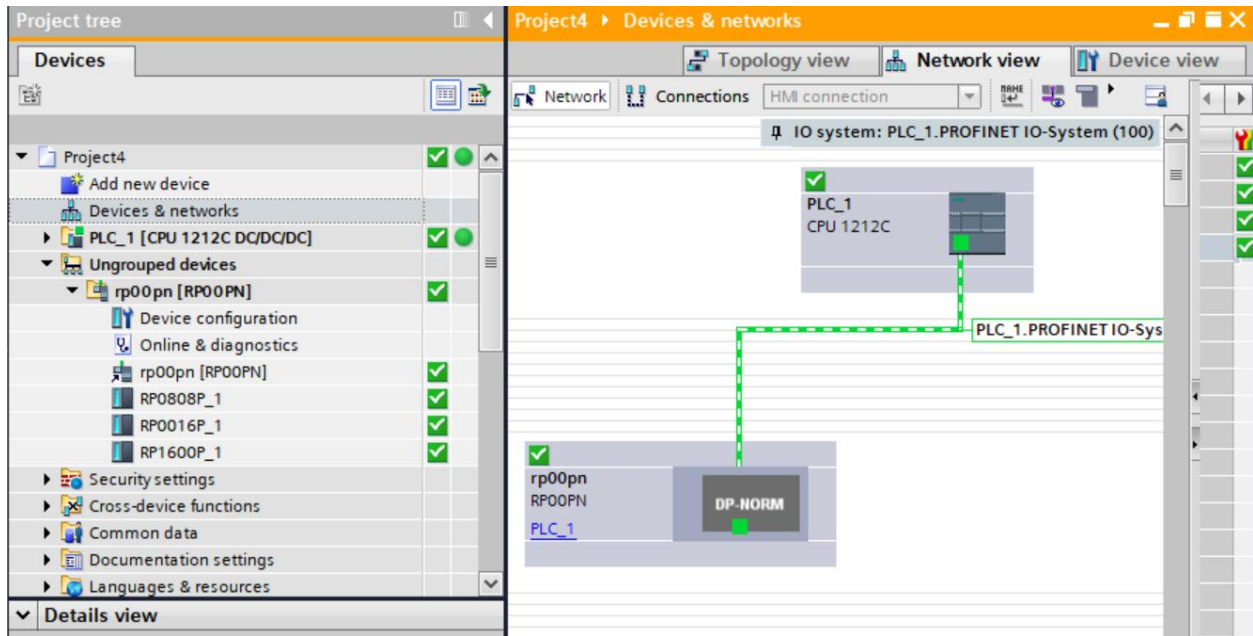 Project tree
Devices
Project4
Add new device
Devices & networks
PLC_1 [CPU 1212C DC/DC/DC]
Ungrouped devices
rp00pn [RP00PN]
Device configuration
Online & diagnostics
rp00pn [RP00PN]
RP0808P_1
RP0016P_1
RP1600P_1
Security settings
Cross-device functions
Common data
Documentation settings
Languages & resources
Details view
Project4 ▸ Devices & networks
Topology view
Network view
Device view
Network
Connections
HMI connection
NAME
IO system: PLC_1.PROFINET IO-System (100)
PLC_1
CPU 1212C
PLC_1.PROFINET IO-Sys
rp00pn
RP00PN
DP-NORM
PLC_1